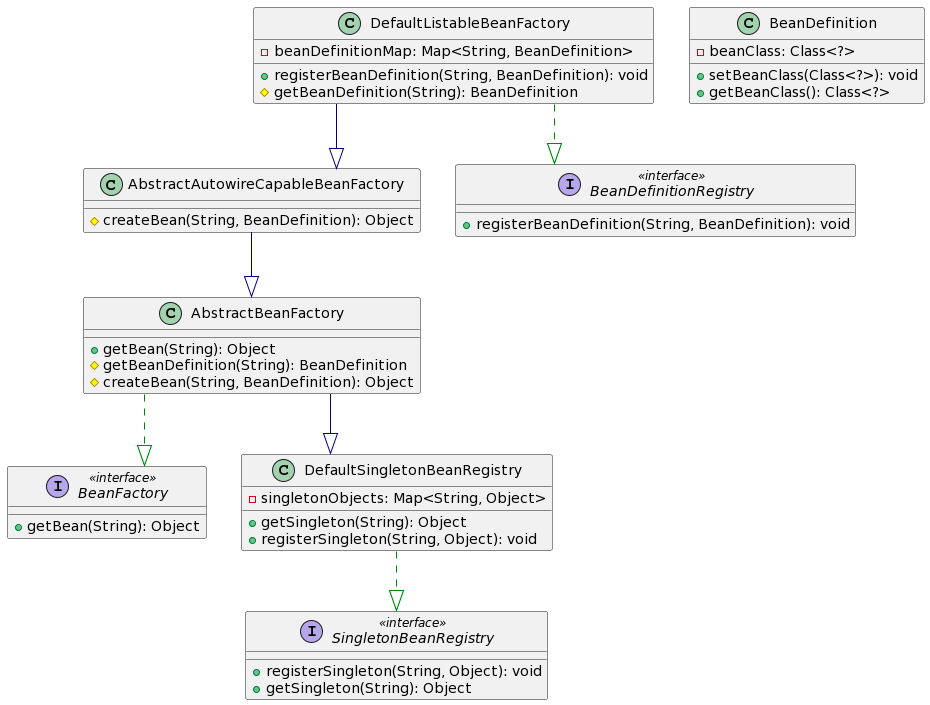 C DefaultListableBeanFactory
beanDefinitionMap: Map<String, BeanDefinition>
registerBeanDefinition(String, BeanDefinition): void
getBeanDefinition(String): BeanDefinition
C BeanDefinition
beanClass: Class<?>
setBeanClass(Class<?>): void
getBeanClass(): Class<?>
C AbstractAutowireCapableBeanFactory
createBean(String, BeanDefinition): Object
«interface»
I BeanDefinitionRegistry
registerBeanDefinition(String, BeanDefinition): void
C AbstractBeanFactory
getBean(String): Object
getBeanDefinition(String): BeanDefinition
createBean(String, BeanDefinition): Object
«interface»
I BeanFactory
getBean(String): Object
C DefaultSingletonBeanRegistry
singletonObjects: Map<String, Object>
getSingleton(String): Object
registerSingleton(String, Object): void
«interface»
I SingletonBeanRegistry
registerSingleton(String, Object): void
getSingleton(String): Object